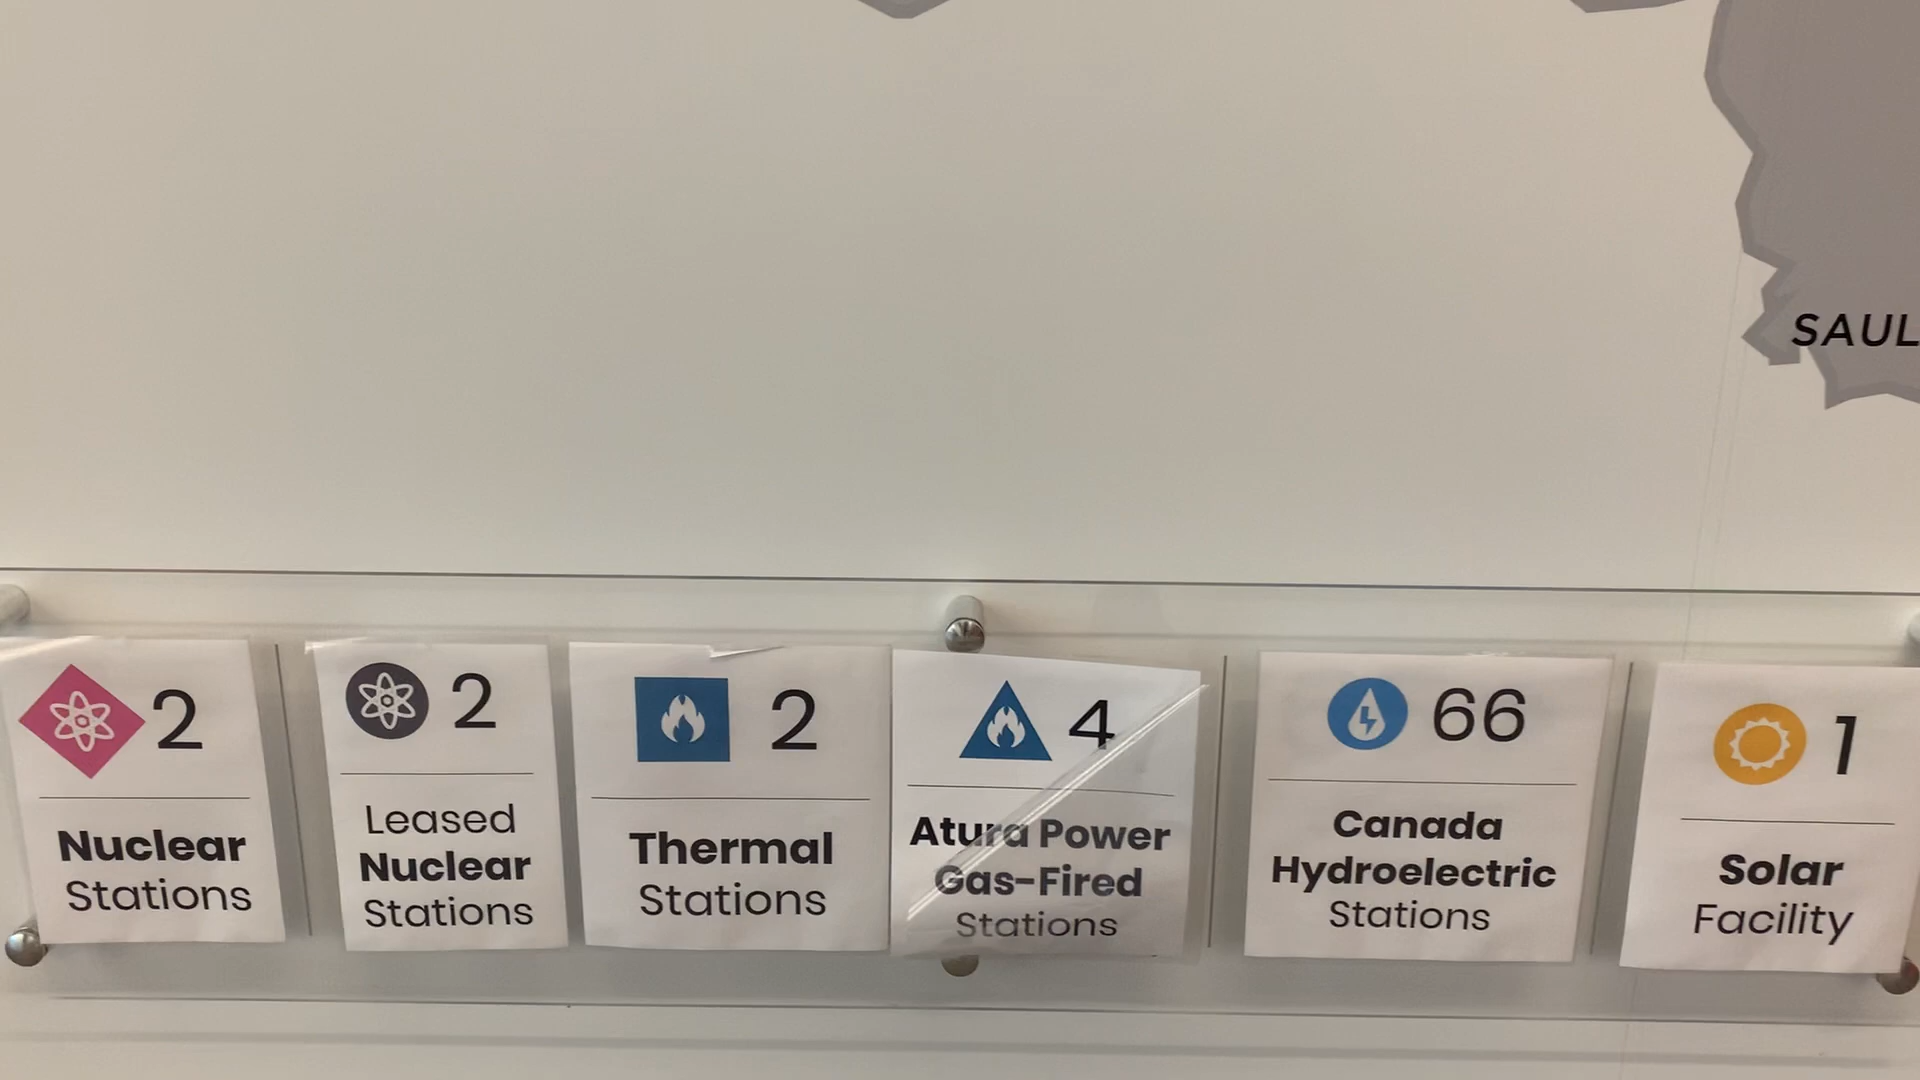 SAUL
2
Nuclear
Stations
2
Leased
Nuclear
Stations
2
Thermal
Stations
4
Atura Power
Gas-Fired
Stations
66
Canada
Hydroelectric
Stations
1
Solar
Facility